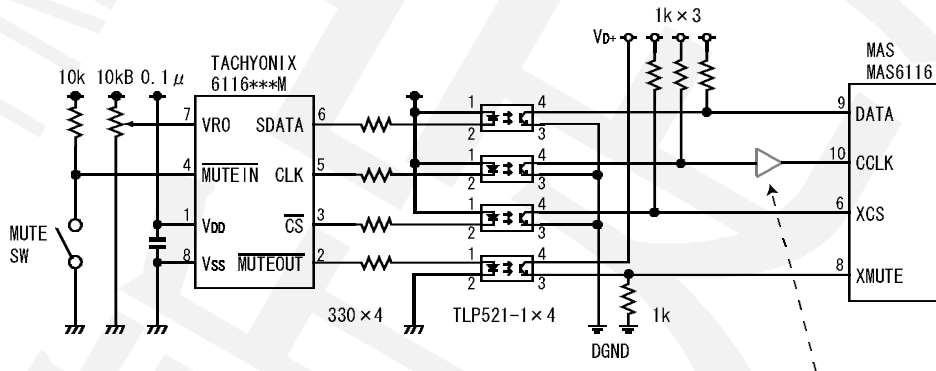 1k×3
VD+
MAS
MAS6116
TACHYONIX
6116***M
10k 10kB 0.1μ
7 VRO SDATA 6
4 MUTEIN CLK 5
1 VDD CS 3
8 VSS MUTEOUT 2
MUTE
SW
330×4
1 4
2 3
1 4
2 3
1 4
2 3
1 4
2 3
TLP521-1×4
1k
DGND
9 DATA
10 CCLK
6 XCS
8 XMUTE